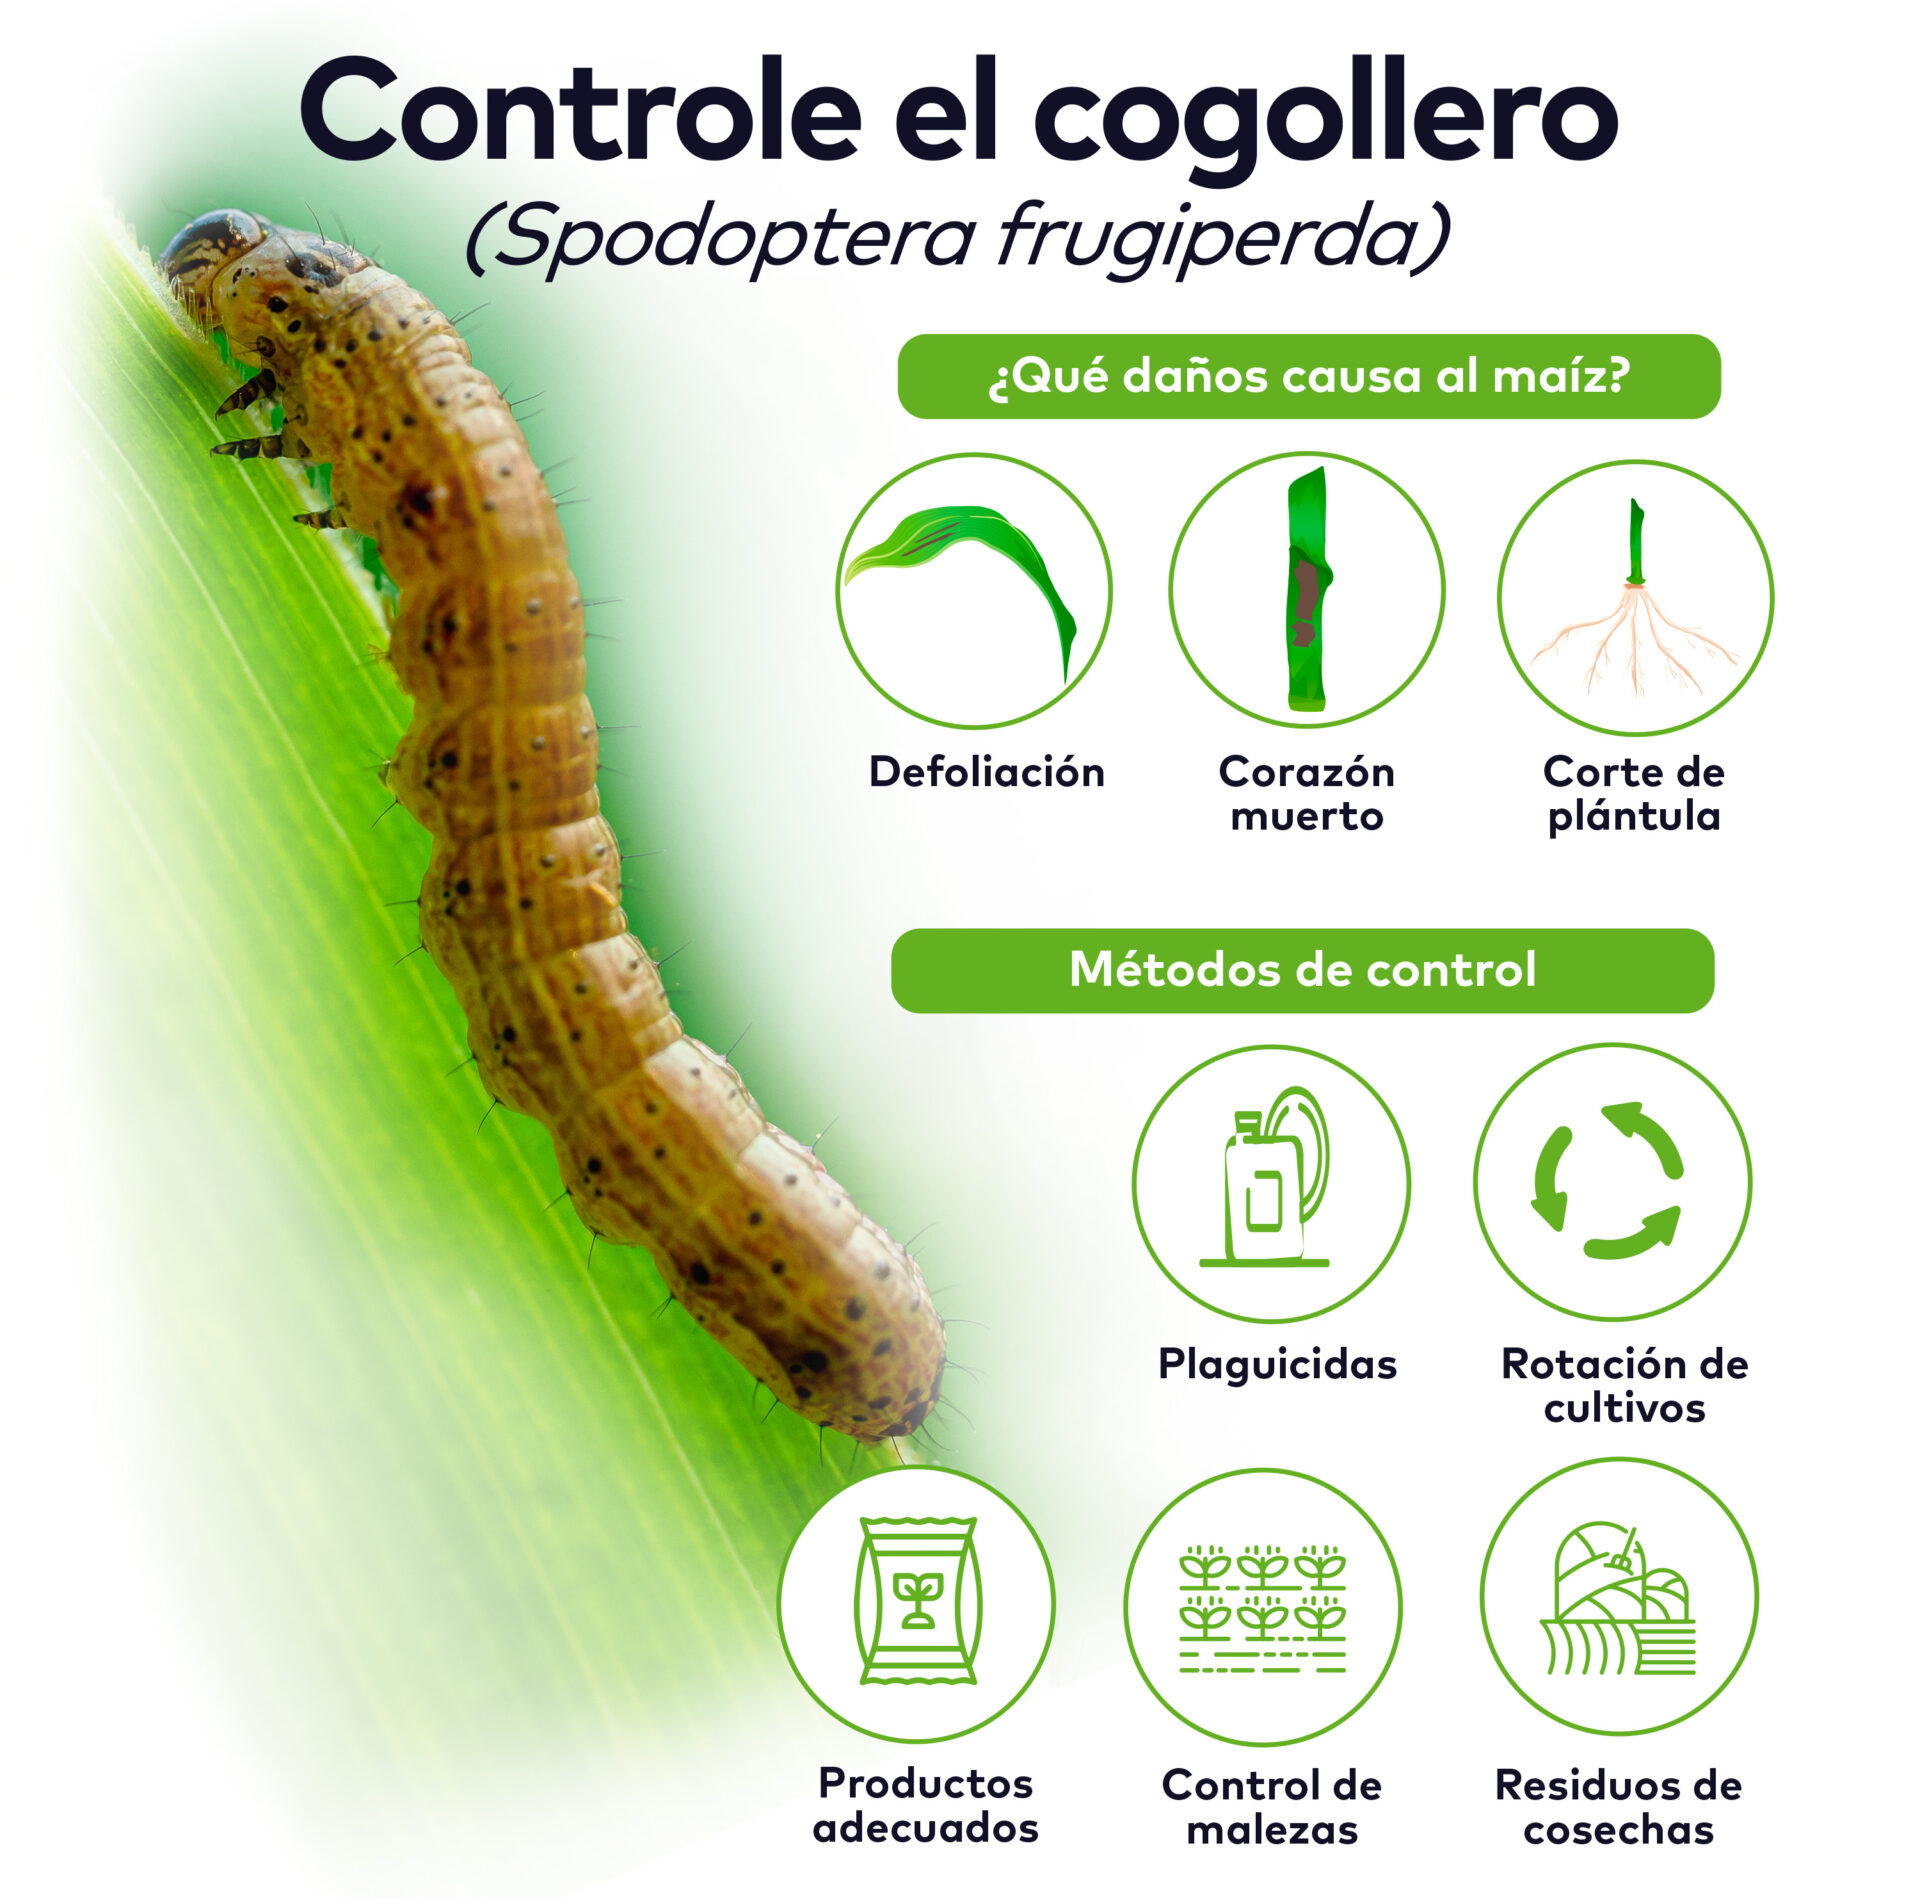 Controle el cogollero
(Spodoptera frugiperda)
¿Qué daños causa al maíz?
Defoliación
Corazón
muerto
Corte de
plántula
Métodos de control
Plaguicidas
Rotación de
cultivos
Productos
adecuados
Control de
malezas
Residuos de
cosechas